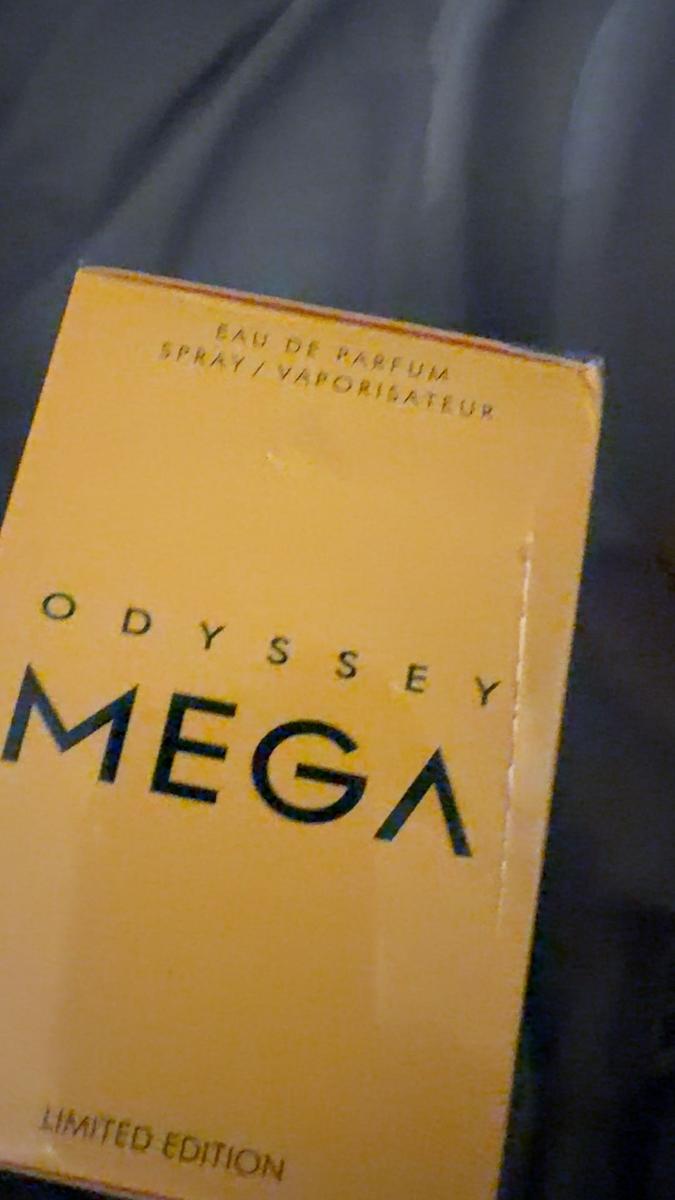 EAU DE PARFUM
SPRAY / VAPORISATEUR
ODYSSEY
MEGA
LIMITED EDITION